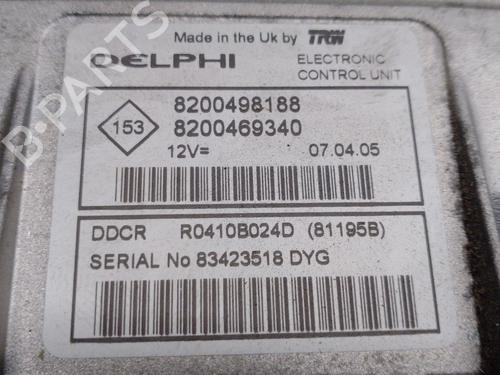 Made in the Uk by TRW
DELPHI
ELECTRONIC
CONTROL UNIT
153
8200498188
8200469340
12V=
07.04.05
DDCR R0410B024D (81195B)
SERIAL No 83423518 DYG
B-PARTS